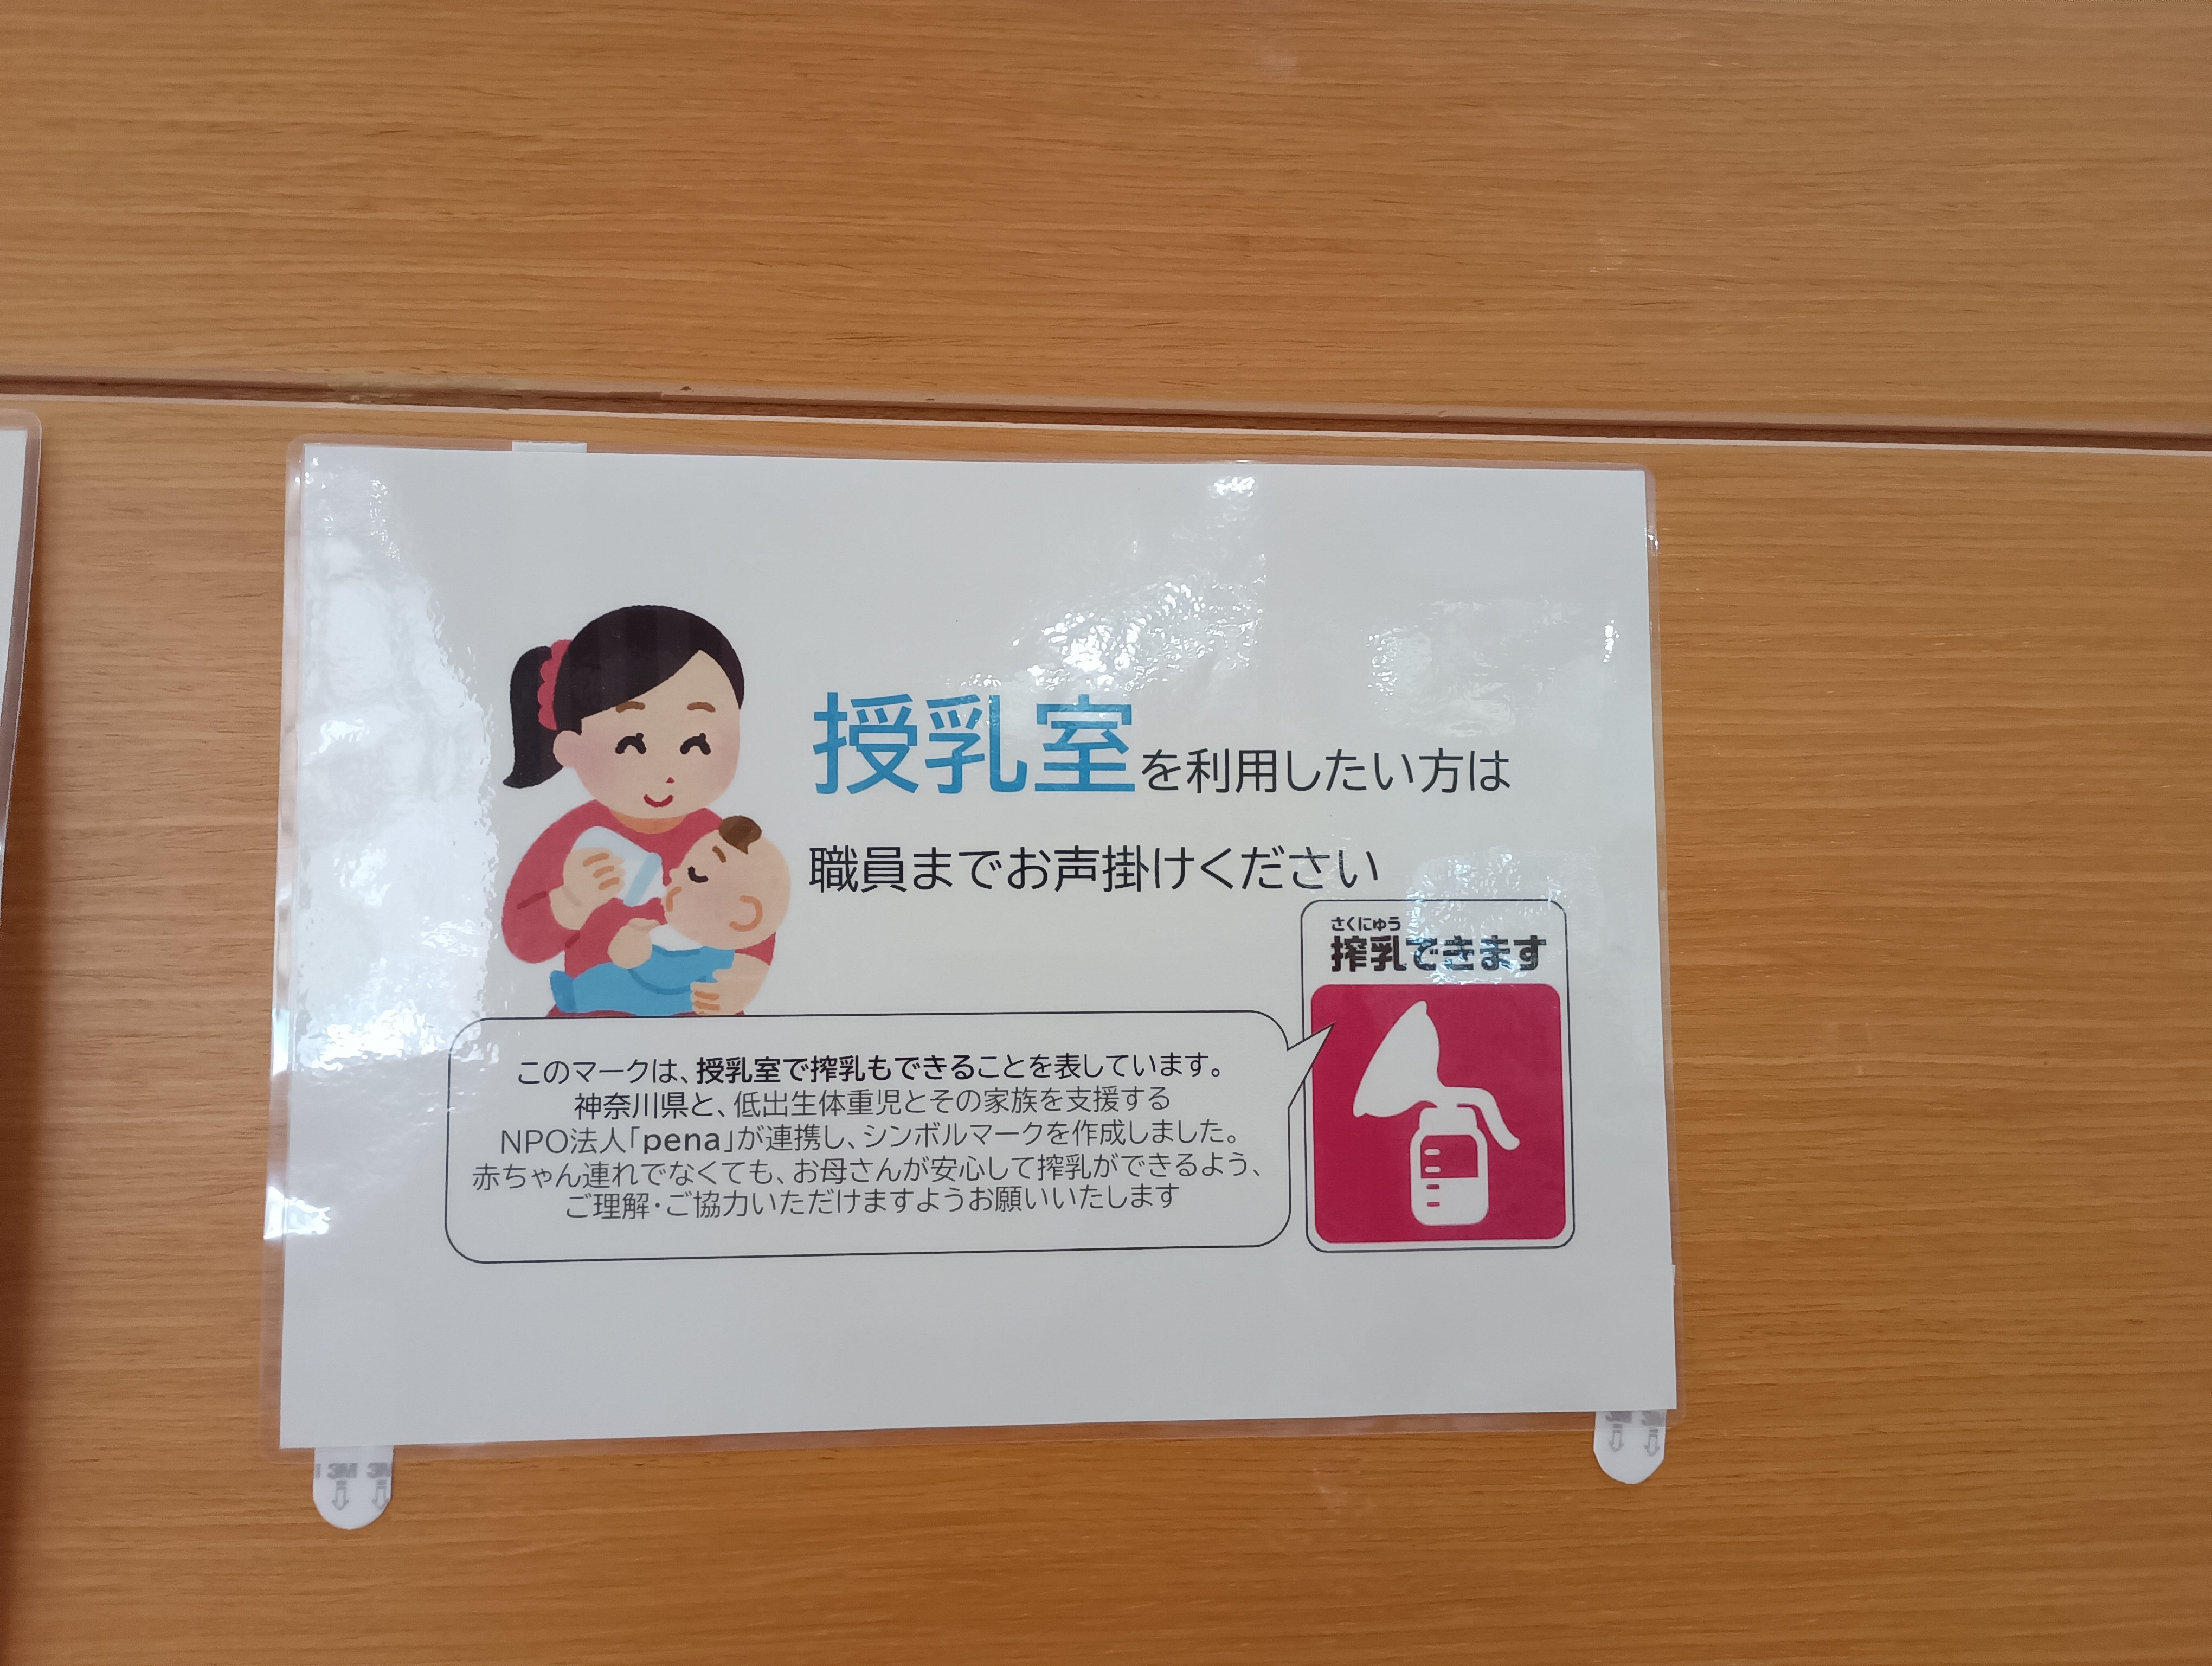 授乳室を利用したい方は
職員までお声掛けください
さくにゅう
搾乳できます
このマークは、授乳室で搾乳もできることを表しています。
神奈川県と、低出生体重児とその家族を支援する
NPO法人「pena」が連携し、シンボルマークを作成しました。
赤ちゃん連れでなくても、お母さんが安心して搾乳ができるよう、
ご理解・ご協力いただけますようお願いいたします
3M 3M
3M 3M